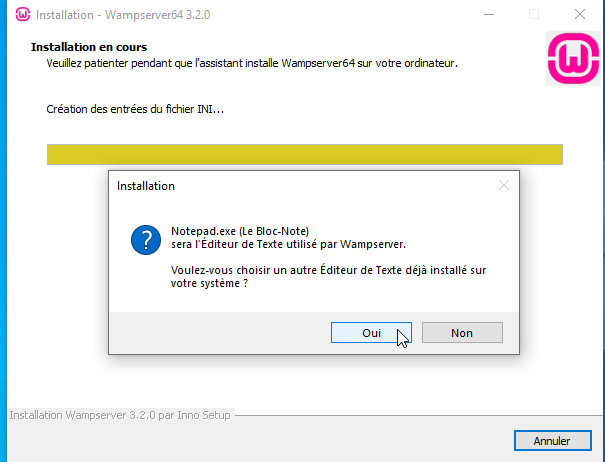 Installation - Wampserver64 3.2.0
Installation en cours
Veuillez patienter pendant que l'assistant installe Wampserver64 sur votre ordinateur.
Création des entrées du fichier INI...
Installation
Notepad.exe (Le Bloc-Note)
sera l'Éditeur de Texte utilisé par Wampserver.
Voulez-vous choisir un autre Éditeur de Texte déjà installé sur
votre système ?
Oui
Non
Installation Wampserver 3.2.0 par Inno Setup
Annuler